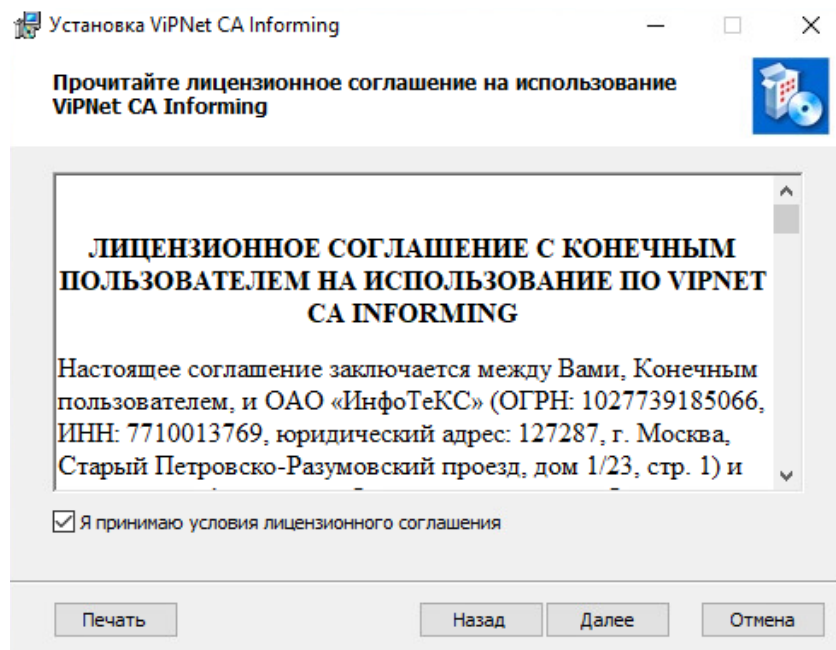 Установка ViPNet CA Informing
Прочитайте лицензионное соглашение на использование
ViPNet CA Informing
ЛИЦЕНЗИОННОЕ СОГЛАШЕНИЕ С КОНЕЧНЫМ
ПОЛЬЗОВАТЕЛЕМ НА ИСПОЛЬЗОВАНИЕ ПО VIPNET
CA INFORMING
Настоящее соглашение заключается между Вами, Конечным
пользователем, и ОАО «ИнфоТеКС» (ОГРН: 1027739185066,
ИНН: 7710013769, юридический адрес: 127287, г. Москва,
Старый Петровско-Разумовский проезд, дом 1/23, стр. 1) и
Я принимаю условия лицензионного соглашения
Печать
Назад
Далее
Отмена